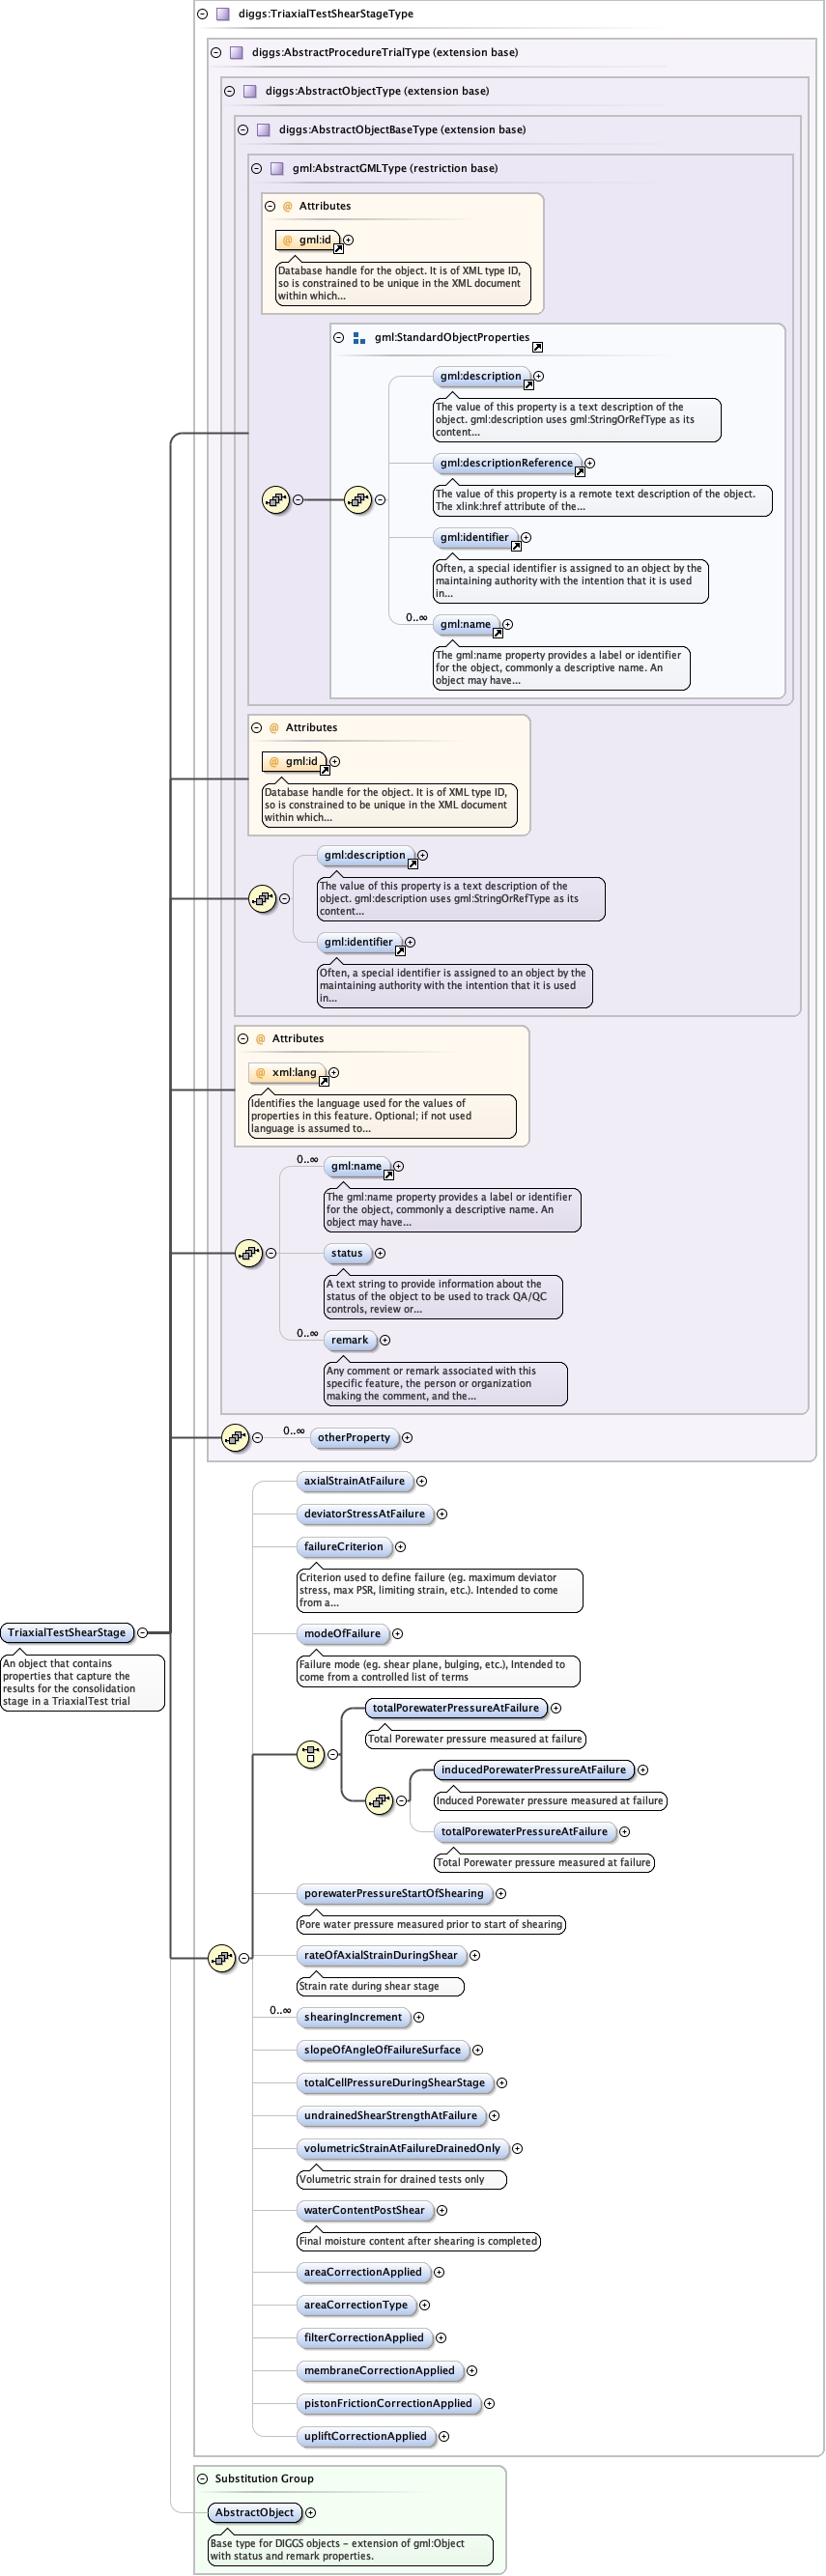 diggs:TriaxialTestShearStageType
diggs:AbstractProcedureTrialType (extension base)
diggs:AbstractObjectType (extension base)
diggs:AbstractObjectBaseType (extension base)
gml:AbstractGMLType (restriction base)
@ Attributes
@ gml:id
Database handle for the object. It is of XML type ID,
so is constrained to be unique in the XML document
within which...
gml:StandardObjectProperties
gml:description
The value of this property is a text description of the
object. gml:description uses gml:StringOrRefType as its
content...
gml:descriptionReference
The value of this property is a remote text description of the object.
The xlink:href attribute of the...
gml:identifier
Often, a special identifier is assigned to an object by the
maintaining authority with the intention that it is used
in...
0..∞
gml:name
The gml:name property provides a label or identifier
for the object, commonly a descriptive name. An
object may have...
@ Attributes
@ gml:id
Database handle for the object. It is of XML type ID,
so is constrained to be unique in the XML document
within which...
gml:description
The value of this property is a text description of the
object. gml:description uses gml:StringOrRefType as its
content...
gml:identifier
Often, a special identifier is assigned to an object by the
maintaining authority with the intention that it is used
in...
@ Attributes
@ xml:lang
Identifies the language used for the values of
properties in this feature. Optional; if not used
language is assumed to...
0..∞
gml:name
The gml:name property provides a label or identifier
for the object, commonly a descriptive name. An
object may have...
status
A text string to provide information about the
status of the object to be used to track QA/QC
controls, review or...
0..∞
remark
Any comment or remark associated with this
specific feature, the person or organization
making the comment, and the...
0..∞
otherProperty
axialStrainAtFailure
deviatorStressAtFailure
failureCriterion
Criterion used to define failure (eg. maximum deviator
stress, max PSR, limiting strain, etc.). Intended to come
from a...
TriaxialTestShearStage
An object that contains
properties that capture the
results for the consolidation
stage in a TriaxialTest trial
modeOfFailure
Failure mode (eg. shear plane, bulging, etc.), Intended to
come from a controlled list of terms
totalPorewaterPressureAtFailure
Total Porewater pressure measured at failure
inducedPorewaterPressureAtFailure
Induced Porewater pressure measured at failure
totalPorewaterPressureAtFailure
Total Porewater pressure measured at failure
porewaterPressureStartOfShearing
Pore water pressure measured prior to start of shearing
rateOfAxialStrainDuringShear
Strain rate during shear stage
0..∞
shearingIncrement
slopeOfAngleOfFailureSurface
totalCellPressureDuringShearStage
undrainedShearStrengthAtFailure
volumetricStrainAtFailureDrainedOnly
Volumetric strain for drained tests only
waterContentPostShear
Final moisture content after shearing is completed
areaCorrectionApplied
areaCorrectionType
filterCorrectionApplied
membraneCorrectionApplied
pistonFrictionCorrectionApplied
upliftCorrectionApplied
Substitution Group
AbstractObject
Base type for DIGGS objects - extension of gml:Object
with status and remark properties.